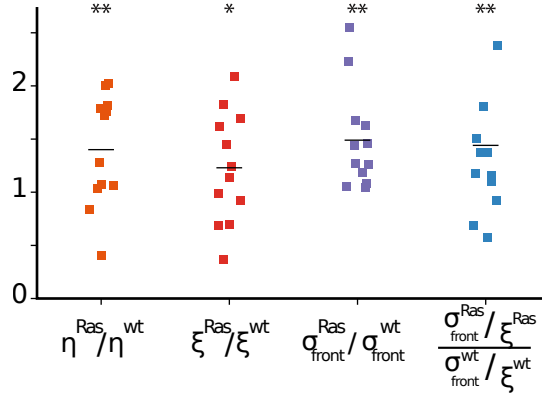 ** * ** **
2
1
0
η^Ras/η^wt ξ^Ras/ξ^wt σ_front^Ras/σ_front^wt σ_front^Ras/ξ^Ras
σ_front^wt/ξ^wt